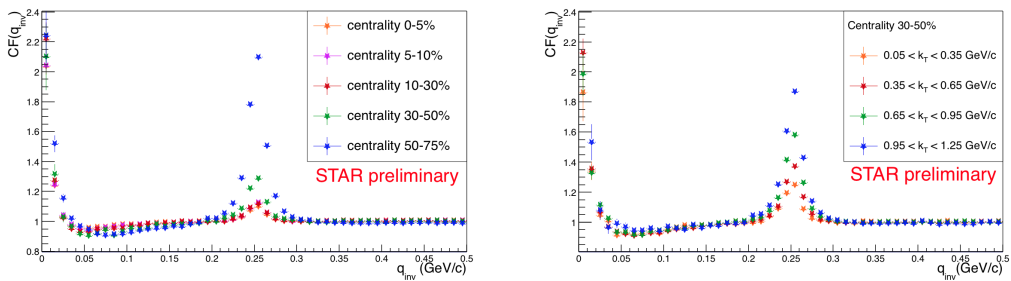 CF(q_inv)
2.4
2.2
2
1.8
1.6
1.4
1.2
1
0.8
centrality 0-5%
centrality 5-10%
centrality 10-30%
centrality 30-50%
centrality 50-75%
STAR preliminary
0 0.05 0.1 0.15 0.2 0.25 0.3 0.35 0.4 0.45 0.5
q_inv (GeV/c)
CF(q_inv)
2.4
2.2
2
1.8
1.6
1.4
1.2
1
0.8
Centrality 30-50%
0.05 < k_T < 0.35 GeV/c
0.35 < k_T < 0.65 GeV/c
0.65 < k_T < 0.95 GeV/c
0.95 < k_T < 1.25 GeV/c
STAR preliminary
0 0.05 0.1 0.15 0.2 0.25 0.3 0.35 0.4 0.45 0.5
q_inv (GeV/c)